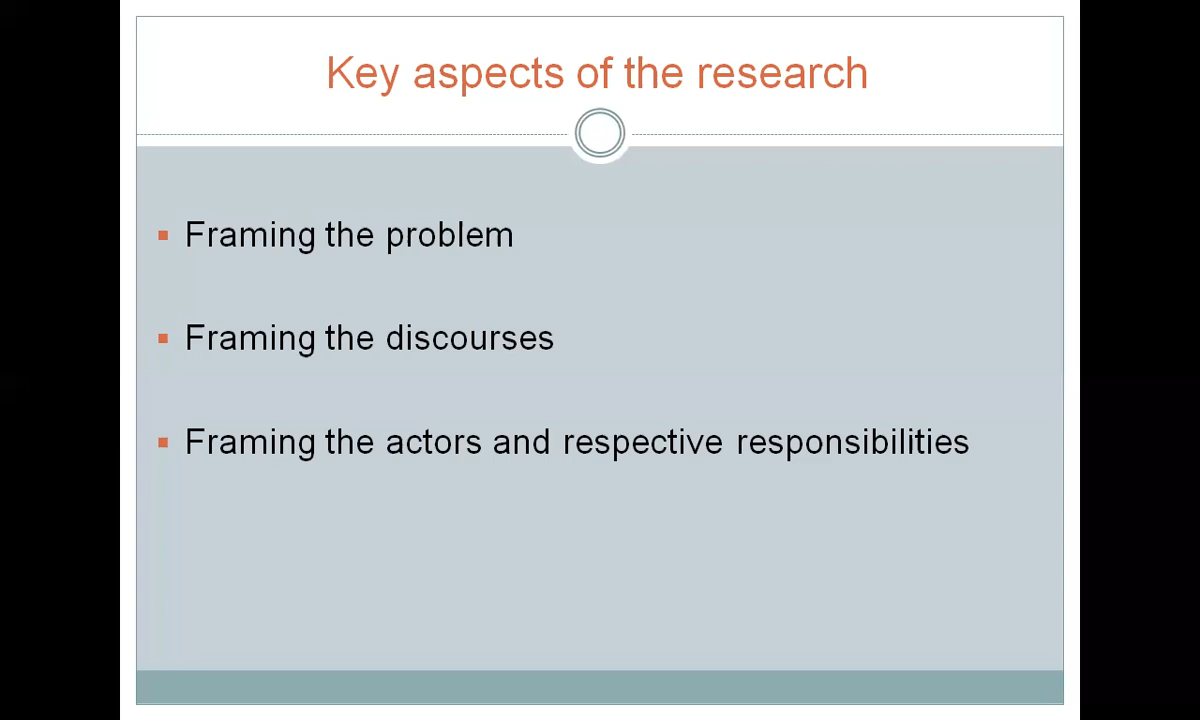 Key aspects of the research
Framing the problem
Framing the discourses
Framing the actors and respective responsibilities